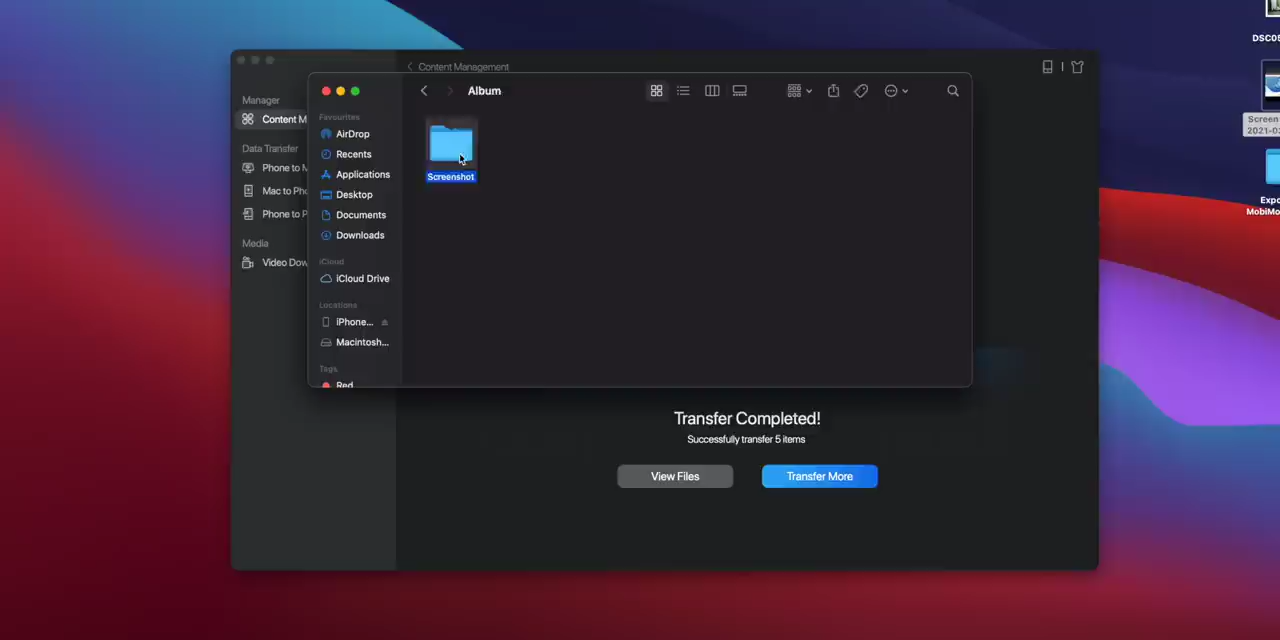 Content Management
Manager
Content M
Data Transfer
Phone to M
Mac to Pho
Phone to P
Media
Video Dow
Album
Favourites
AirDrop
Recents
Applications
Desktop
Documents
Downloads
iCloud
iCloud Drive
Locations
iPhone...
Macintosh...
Tags
Red
Screenshot
Transfer Completed!
Successfully transfer 5 items
View Files
Transfer More
DSC05
Screen
2021-0
Expo
MobiMo